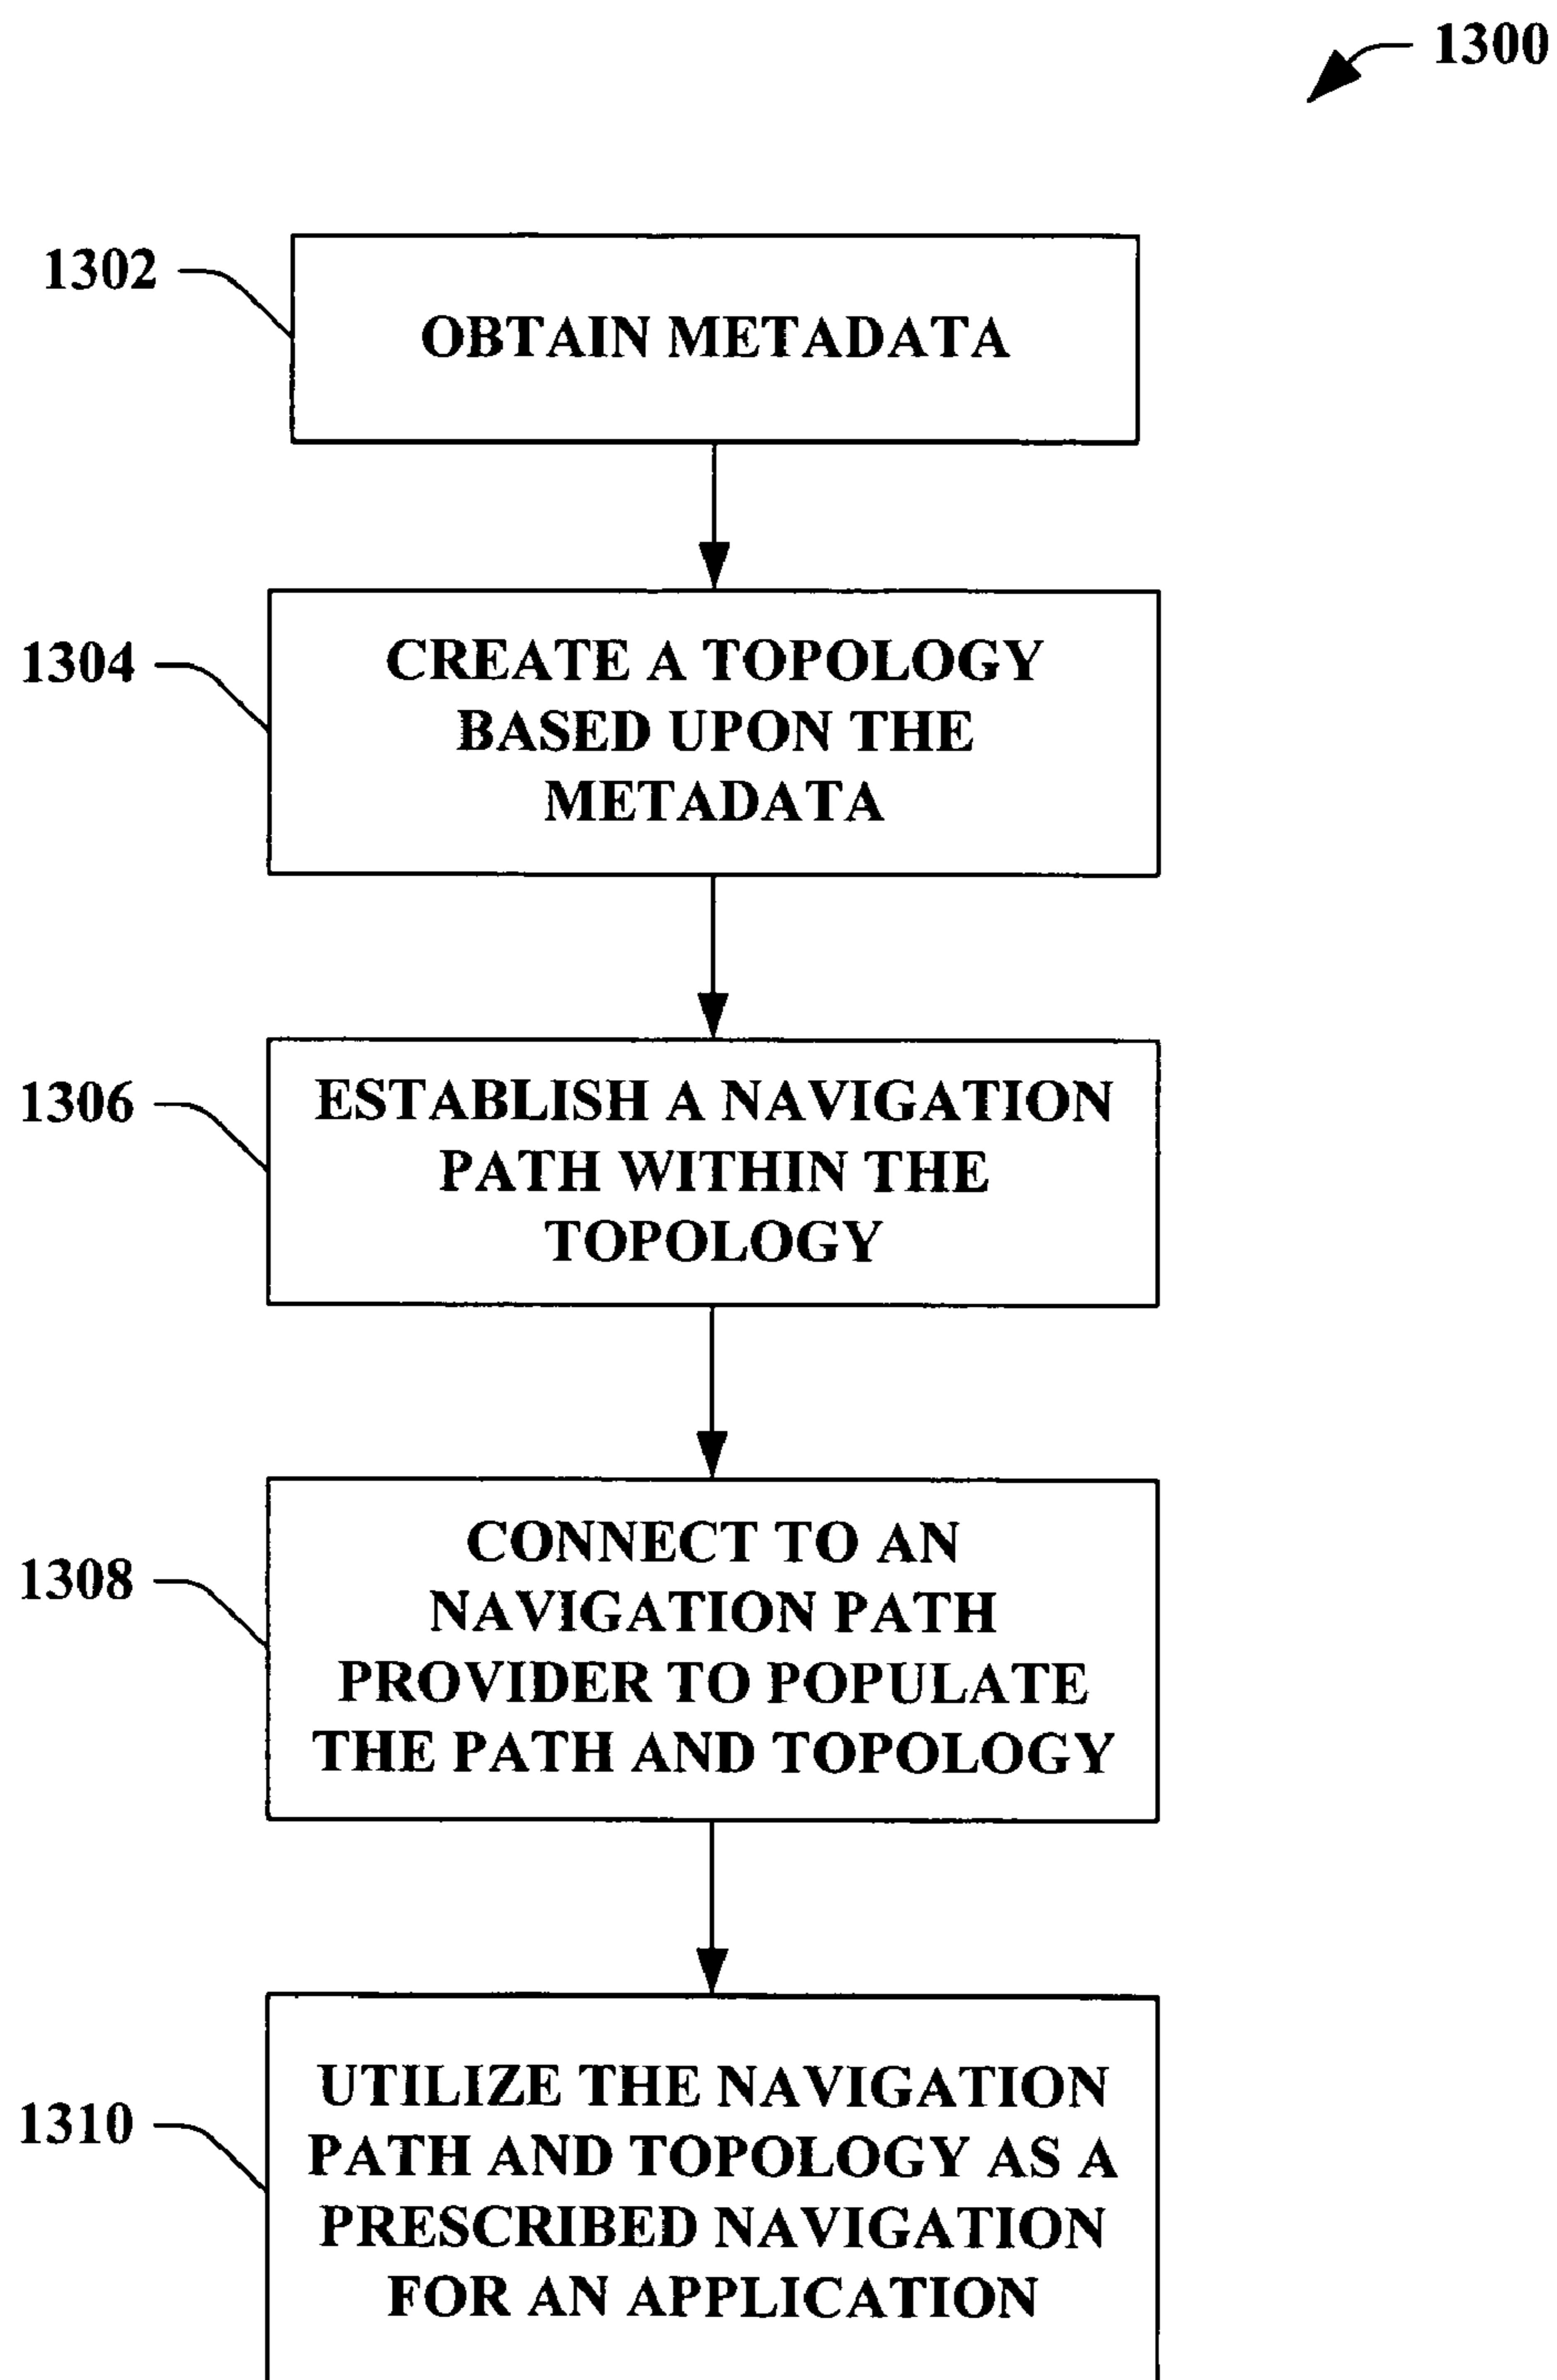 1300
1302
OBTAIN METADATA
1304
CREATE A TOPOLOGY
BASED UPON THE
METADATA
1306
ESTABLISH A NAVIGATION
PATH WITHIN THE
TOPOLOGY
1308
CONNECT TO AN
NAVIGATION PATH
PROVIDER TO POPULATE
THE PATH AND TOPOLOGY
1310
UTILIZE THE NAVIGATION
PATH AND TOPOLOGY AS A
PRESCRIBED NAVIGATION
FOR AN APPLICATION